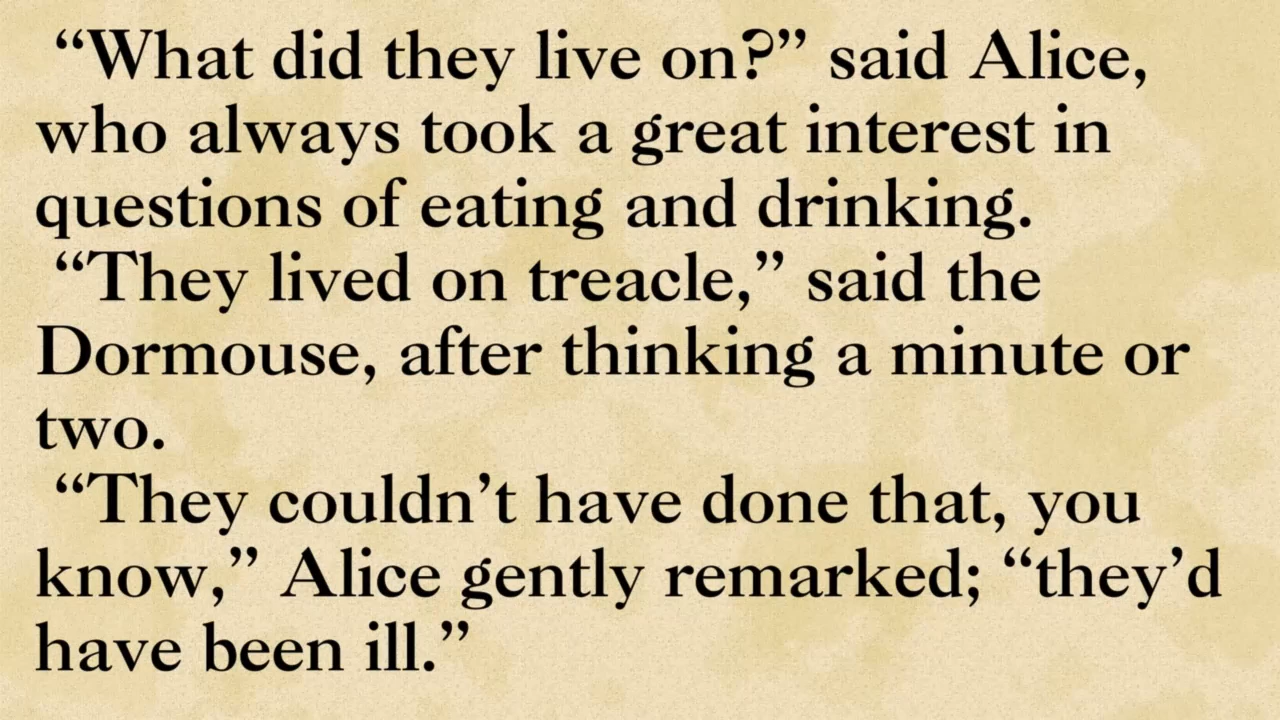 “What did they live on?” said Alice,
who always took a great interest in
questions of eating and drinking.
“They lived on treacle,” said the
Dormouse, after thinking a minute or
two.
“They couldn’t have done that, you
know,” Alice gently remarked; “they’d
have been ill.”